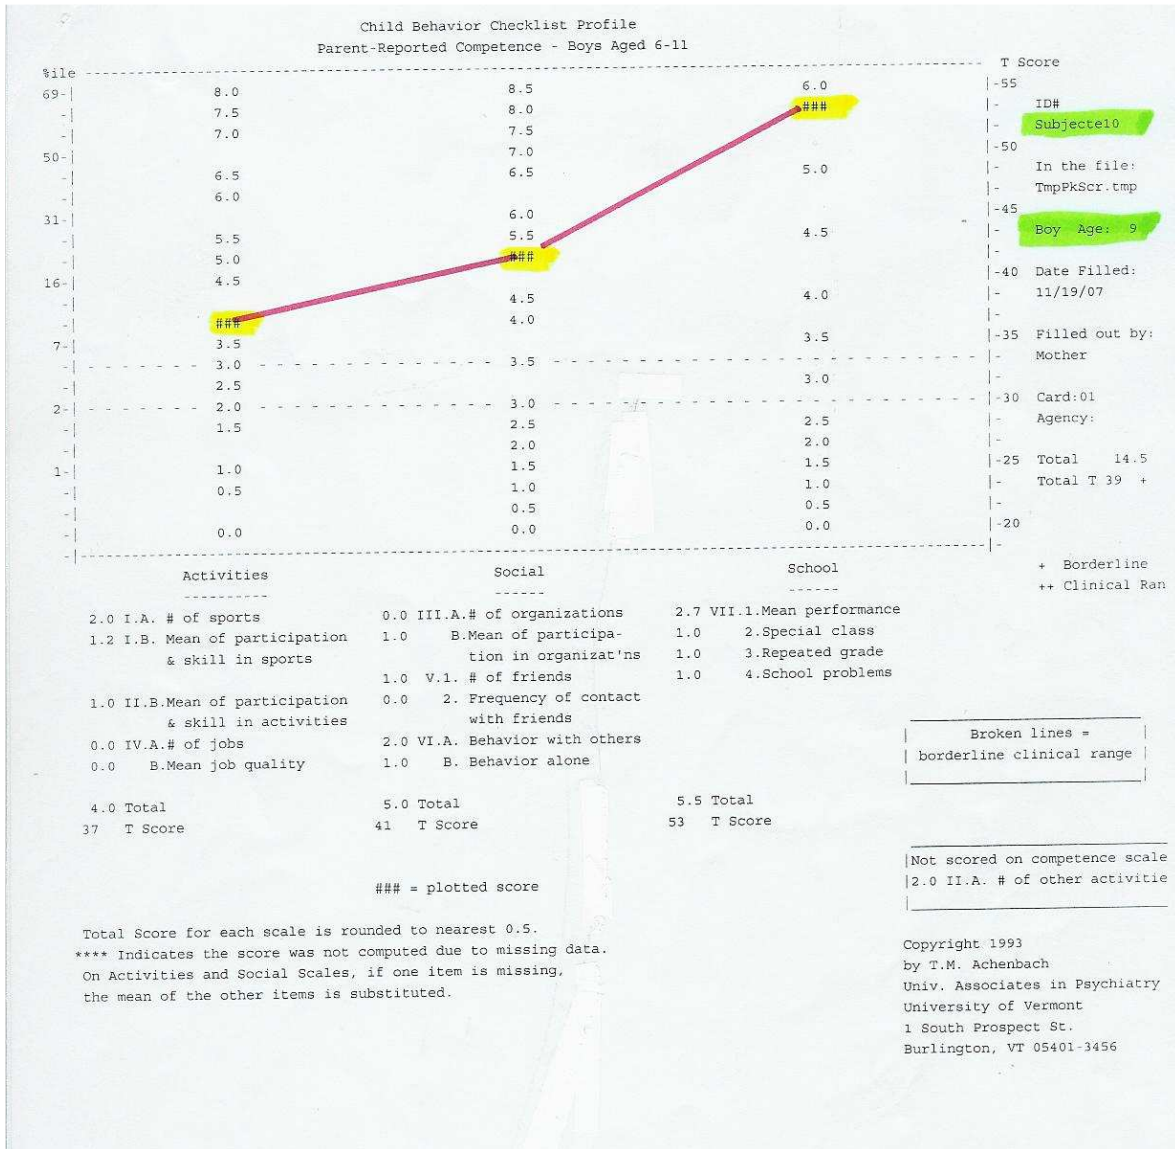 Child Behavior Checklist Profile
Parent-Reported Competence - Boys Aged 6-11
%ile T Score
69- 8.0 8.5 6.0 -55
7.5 8.0 ### ID#
7.0 7.5 Subjecte10
50- 7.0 -50
6.5 6.5 5.0 In the file:
6.0 TmpPkScr.tmp
31- 6.0 -45
5.5 5.5 4.5 Boy Age: 9
5.0 ###
16- 4.5 -40 Date Filled:
4.5 4.0 11/19/07
### 4.0
7- 3.5 3.5 -35 Filled out by:
3.0 3.5 Mother
2.5 3.0
2- 2.0 3.0 -30 Card:01
1.5 2.5 2.5 Agency:
2.0 2.0
1- 1.0 1.5 1.5 -25 Total 14.5
0.5 1.0 1.0 Total T 39 +
0.5 0.5
0.0 0.0 0.0 -20
Activities Social School
+ Borderline
++ Clinical Ran
2.0 I.A. # of sports
1.2 I.B. Mean of participation
& skill in sports
1.0 II.B.Mean of participation
& skill in activities
0.0 IV.A.# of jobs
0.0 B.Mean job quality
4.0 Total
37 T Score
0.0 III.A.# of organizations
1.0 B.Mean of participa-
tion in organizat'ns
1.0 V.1. # of friends
0.0 2. Frequency of contact
with friends
2.0 VI.A. Behavior with others
1.0 B. Behavior alone
5.0 Total
41 T Score
2.7 VII.1.Mean performance
1.0 2.Special class
1.0 3.Repeated grade
1.0 4.School problems
5.5 Total
53 T Score
Broken lines =
borderline clinical range
Not scored on competence scale
2.0 II.A. # of other activitie
### = plotted score
Total Score for each scale is rounded to nearest 0.5.
**** Indicates the score was not computed due to missing data.
On Activities and Social Scales, if one item is missing,
the mean of the other items is substituted.
Copyright 1993
by T.M. Achenbach
Univ. Associates in Psychiatry
University of Vermont
1 South Prospect St.
Burlington, VT 05401-3456